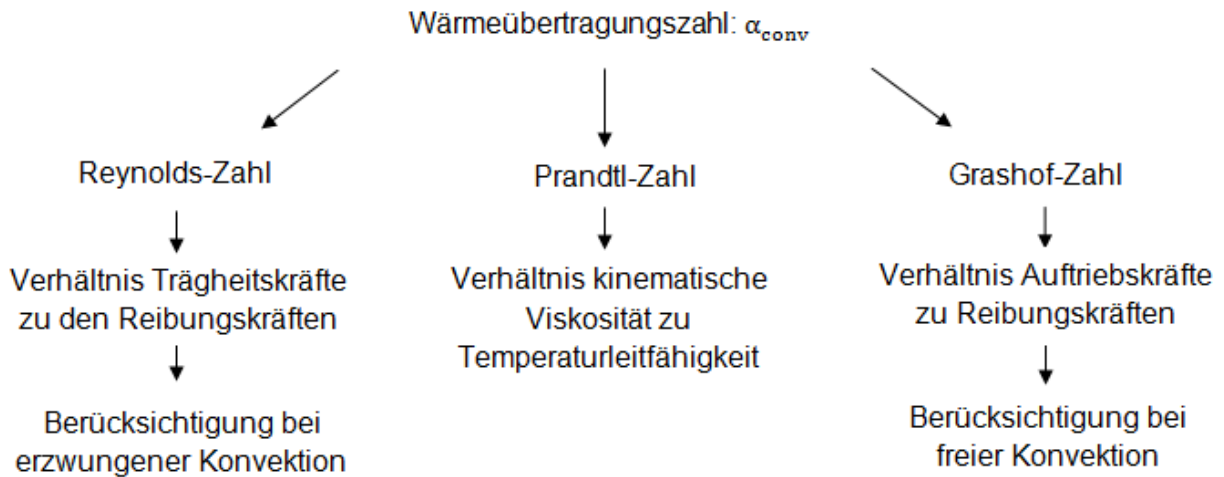 Wärmeübertragungszahl: α_conv
Reynolds-Zahl
Verhältnis Trägheitskräfte
zu den Reibungskräften
Berücksichtigung bei
erzwungener Konvektion
Prandtl-Zahl
Verhältnis kinematische
Viskosität zu
Temperaturleitfähigkeit
Grashof-Zahl
Verhältnis Auftriebskräfte
zu Reibungskräften
Berücksichtigung bei
freier Konvektion